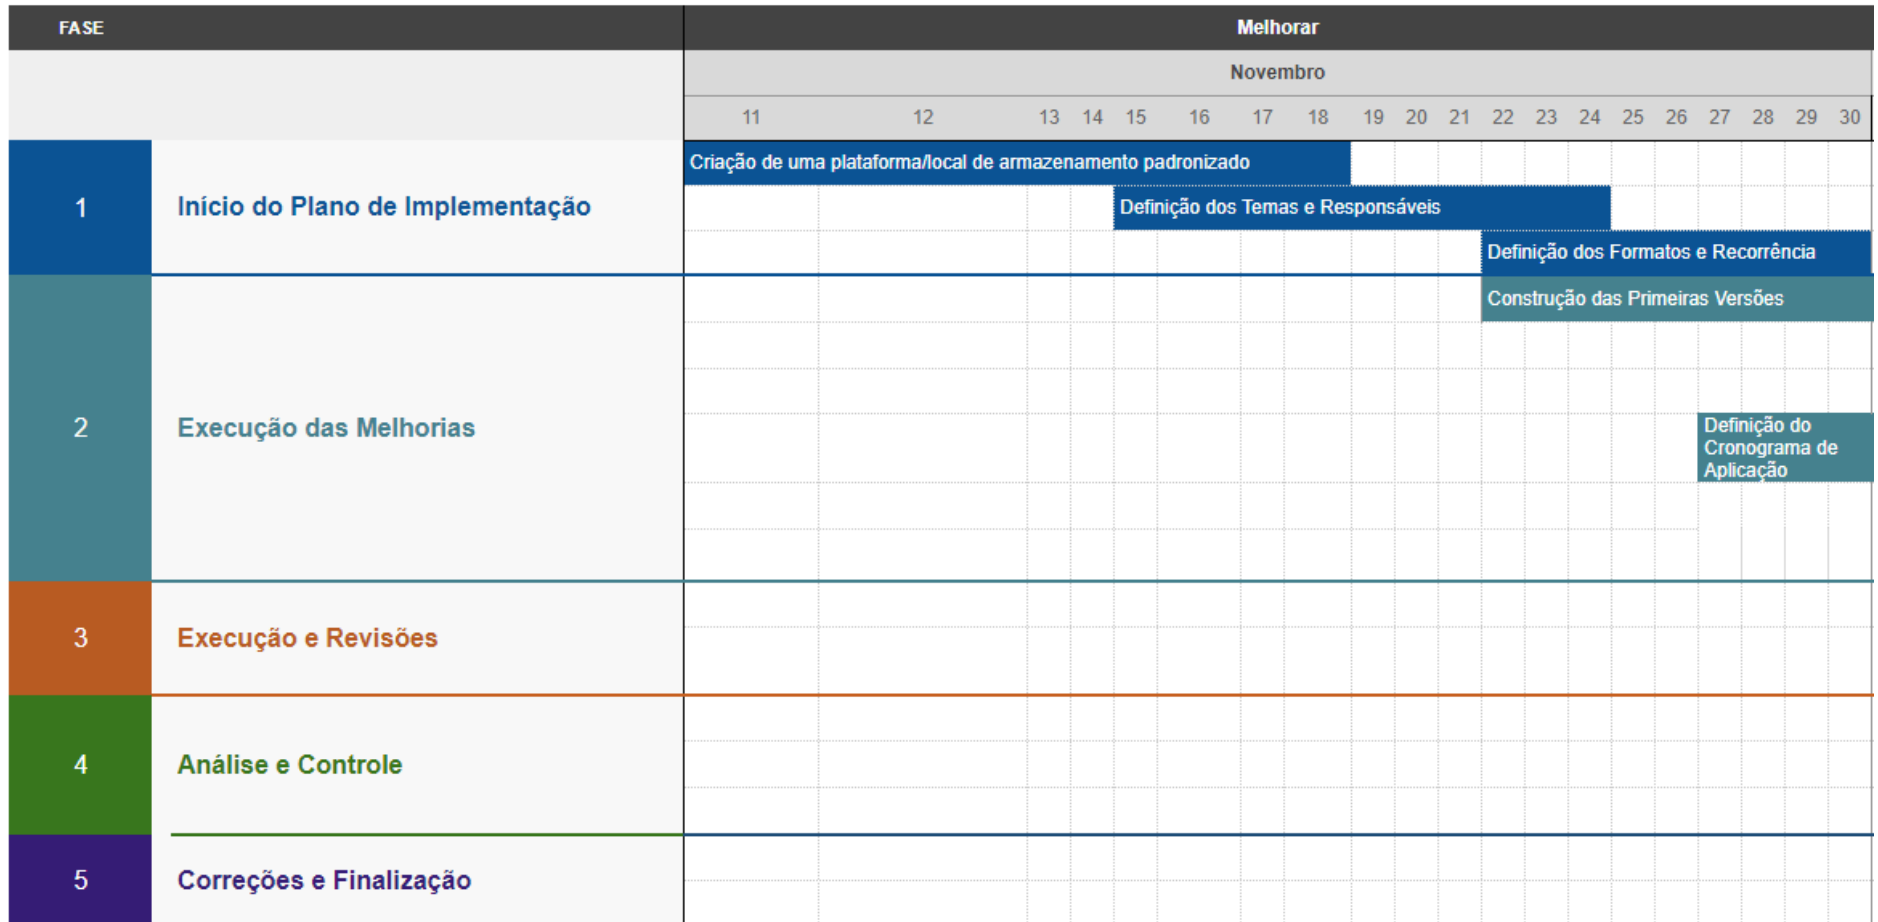 FASE
Melhorar
Novembro
11 12 13 14 15 16 17 18 19 20 21 22 23 24 25 26 27 28 29 30
1
Início do Plano de Implementação
Criação de uma plataforma/local de armazenamento padronizado
Definição dos Temas e Responsáveis
Definição dos Formatos e Recorrência
2
Execução das Melhorias
Construção das Primeiras Versões
Definição do
Cronograma de
Aplicação
3
Execução e Revisões
4
Análise e Controle
5
Correções e Finalização